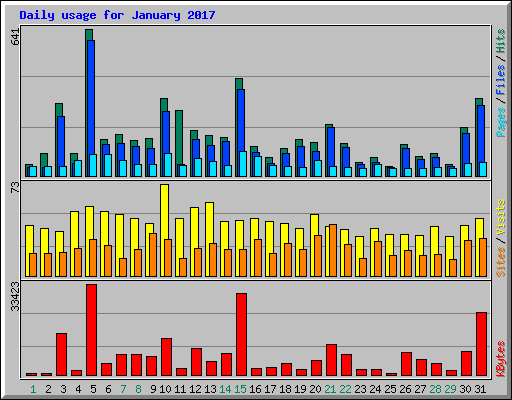 Daily usage for January 2017
641
Pages / Files / Hits
73
Sites / Visits
33423
KBytes
1 2 3 4 5 6 7 8 9 10 11 12 13 14 15 16 17 18 19 20 21 22 23 24 25 26 27 28 29 30 31